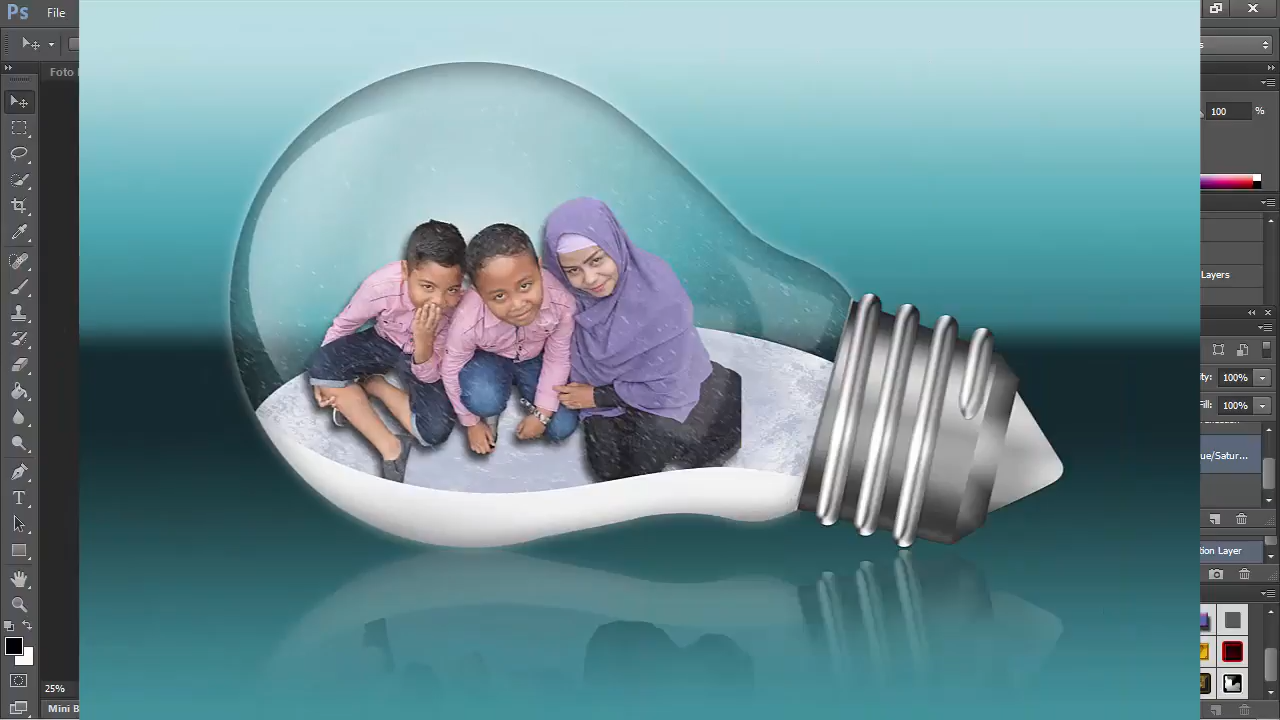 Ps File
Foto
100 %
Layers
ity: 100%
Fill: 100%
ue/Satur...
tion Layer
25%
Mini B